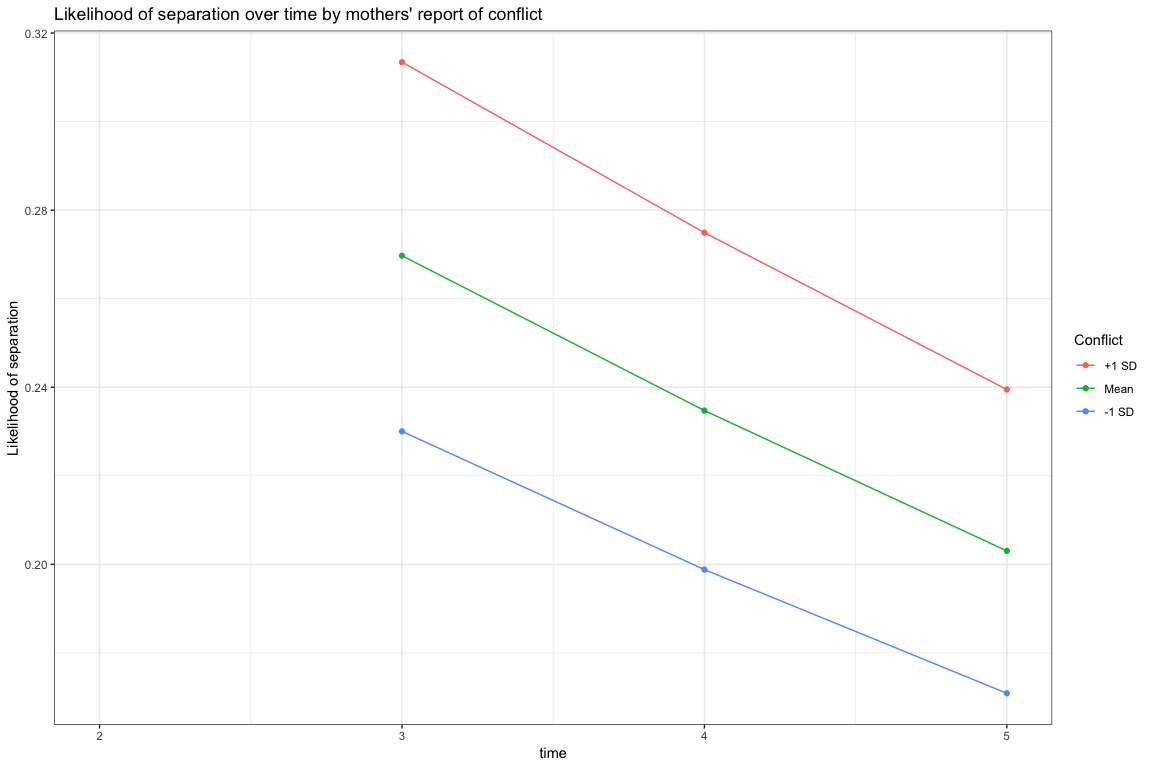 Likelihood of separation over time by mothers' report of conflict
Likelihood of separation
0.32
0.28
0.24
0.20
2 3 4 5
time
Conflict
+1 SD
Mean
-1 SD